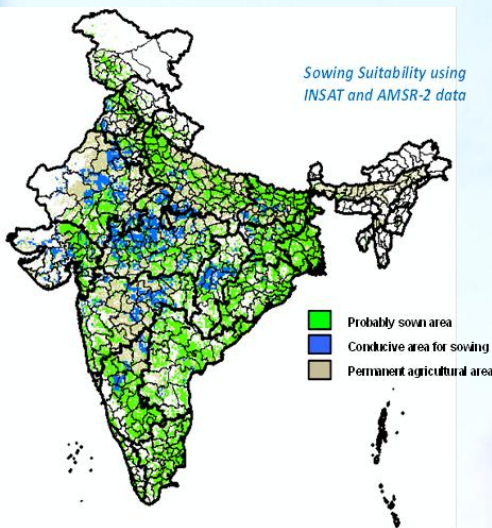 Sowing Suitability using
INSAT and AMSR-2 data
Probably sown area
Conducive area for sowing
Permanent agricultural area